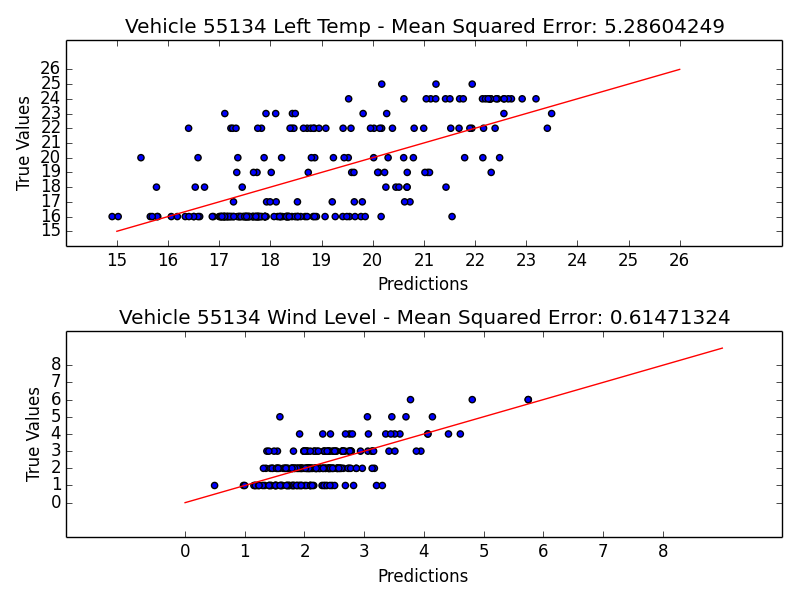 Vehicle 55134 Left Temp - Mean Squared Error: 5.28604249
True Values
26
25
24
23
22
21
20
19
18
17
16
15
15 16 17 18 19 20 21 22 23 24 25 26
Predictions
Vehicle 55134 Wind Level - Mean Squared Error: 0.61471324
True Values
8
7
6
5
4
3
2
1
0
0 1 2 3 4 5 6 7 8
Predictions